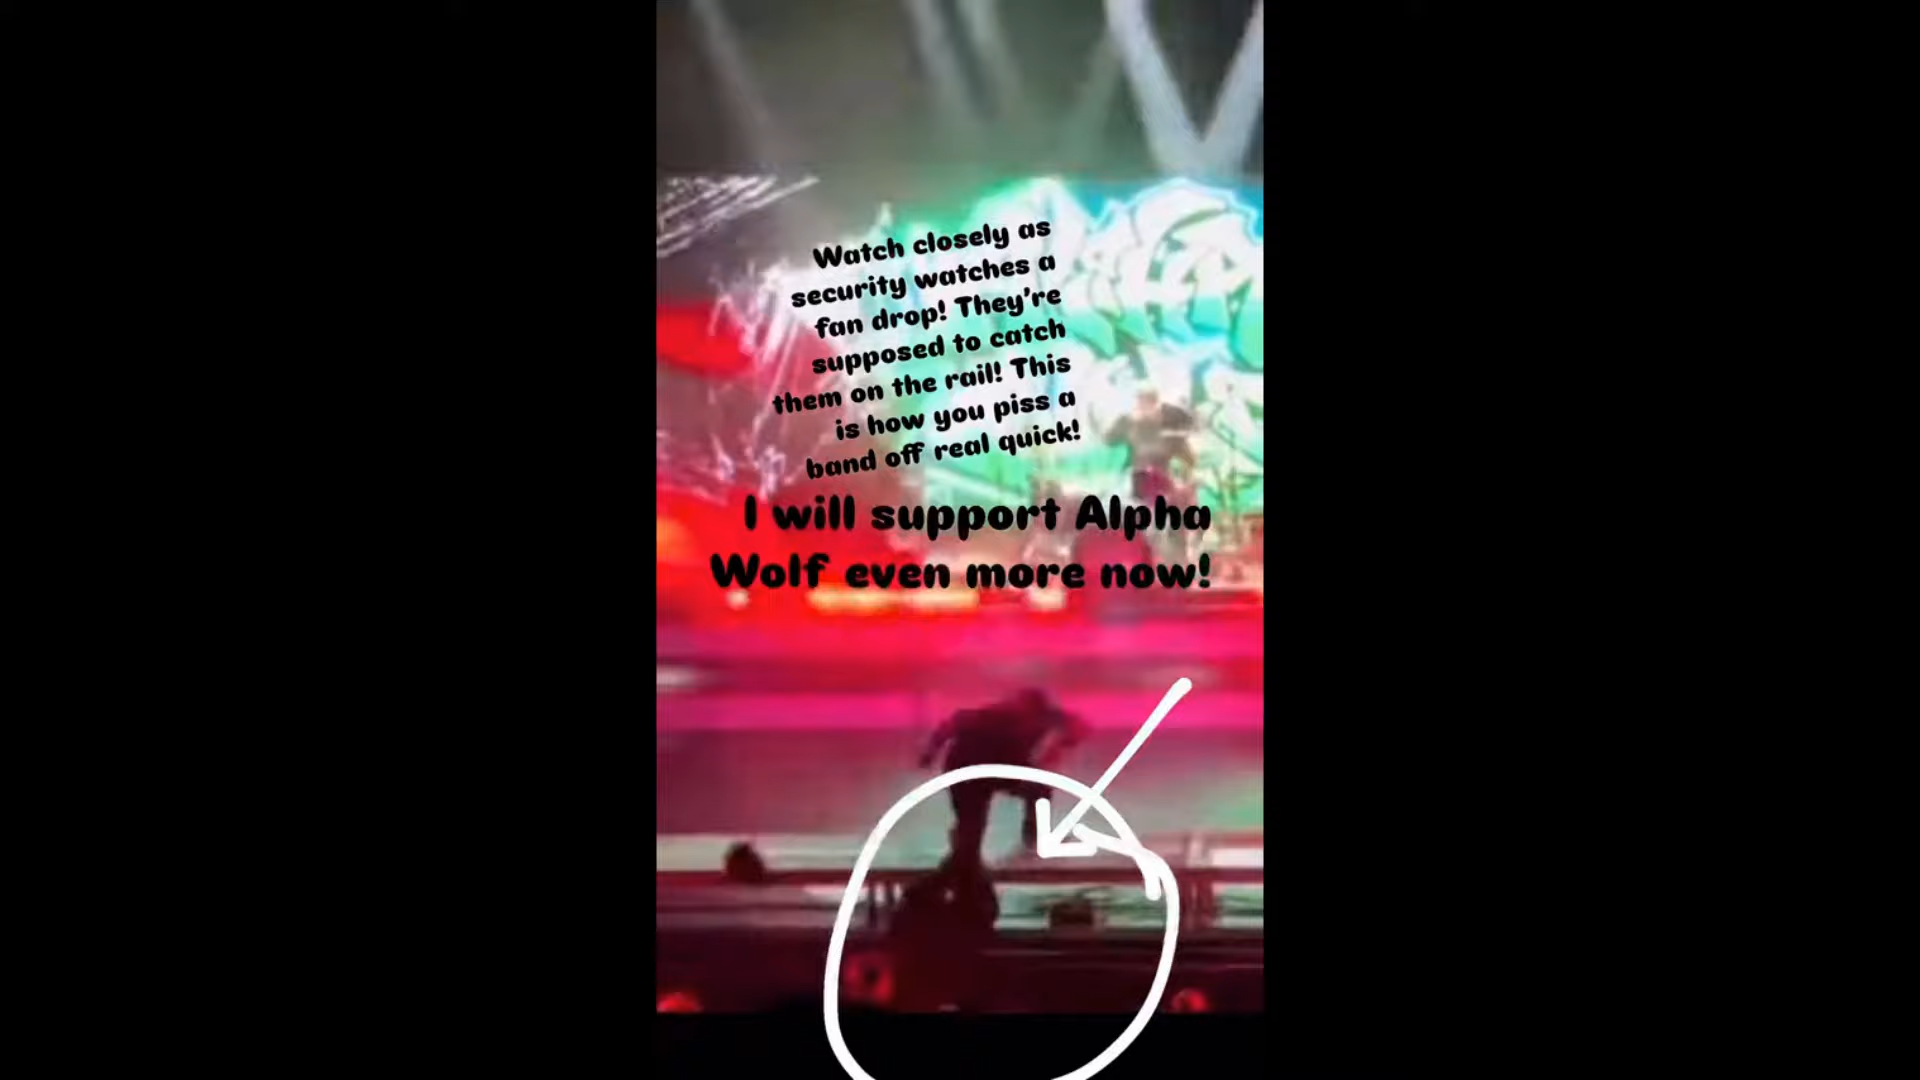 Watch closely as
security watches a
fan drop! They're
supposed to catch
them on the rail! This
is how you piss a
band off real quick!
I will support Alpha
Wolf even more now!